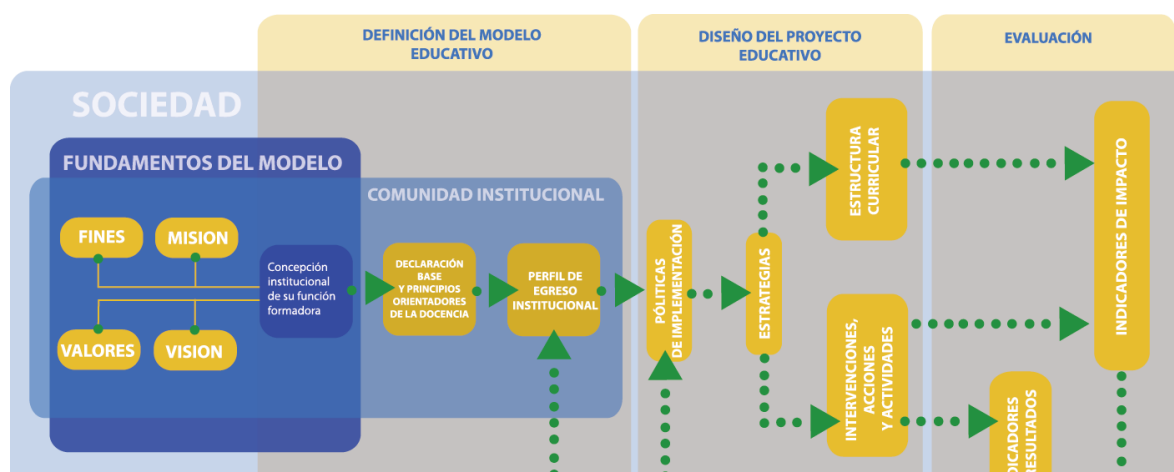 DEFINICIÓN DEL MODELO
EDUCATIVO
DISEÑO DEL PROYECTO
EDUCATIVO
EVALUACIÓN
SOCIEDAD
FUNDAMENTOS DEL MODELO
COMUNIDAD INSTITUCIONAL
FINES
MISION
VALORES
VISION
Concepción
institucional
de su función
formadora
DECLARACIÓN
BASE
Y PRINCIPIOS
ORIENTADORES
DE LA DOCENCIA
PERFIL DE
EGRESO
INSTITUCIONAL
PÓLITICAS
DE IMPLEMENTACIÓN
ESTRATEGIAS
ESTRUCTURA
CURRICULAR
INTERVENCIONES,
ACCIONES
Y ACTIVIDADES
INDICADORES DE IMPACTO